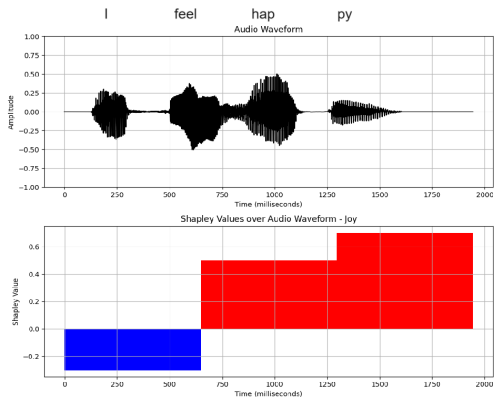 I feel hap py
Audio Waveform
1.00
0.75
0.50
0.25
0.00
−0.25
−0.50
−0.75
−1.00
Amplitude
0 250 500 750 1000 1250 1500 1750 2000
Time (milliseconds)
Shapley Values over Audio Waveform - Joy
0.6
0.4
0.2
0.0
−0.2
Shapley Value
0 250 500 750 1000 1250 1500 1750 2000
Time (milliseconds)